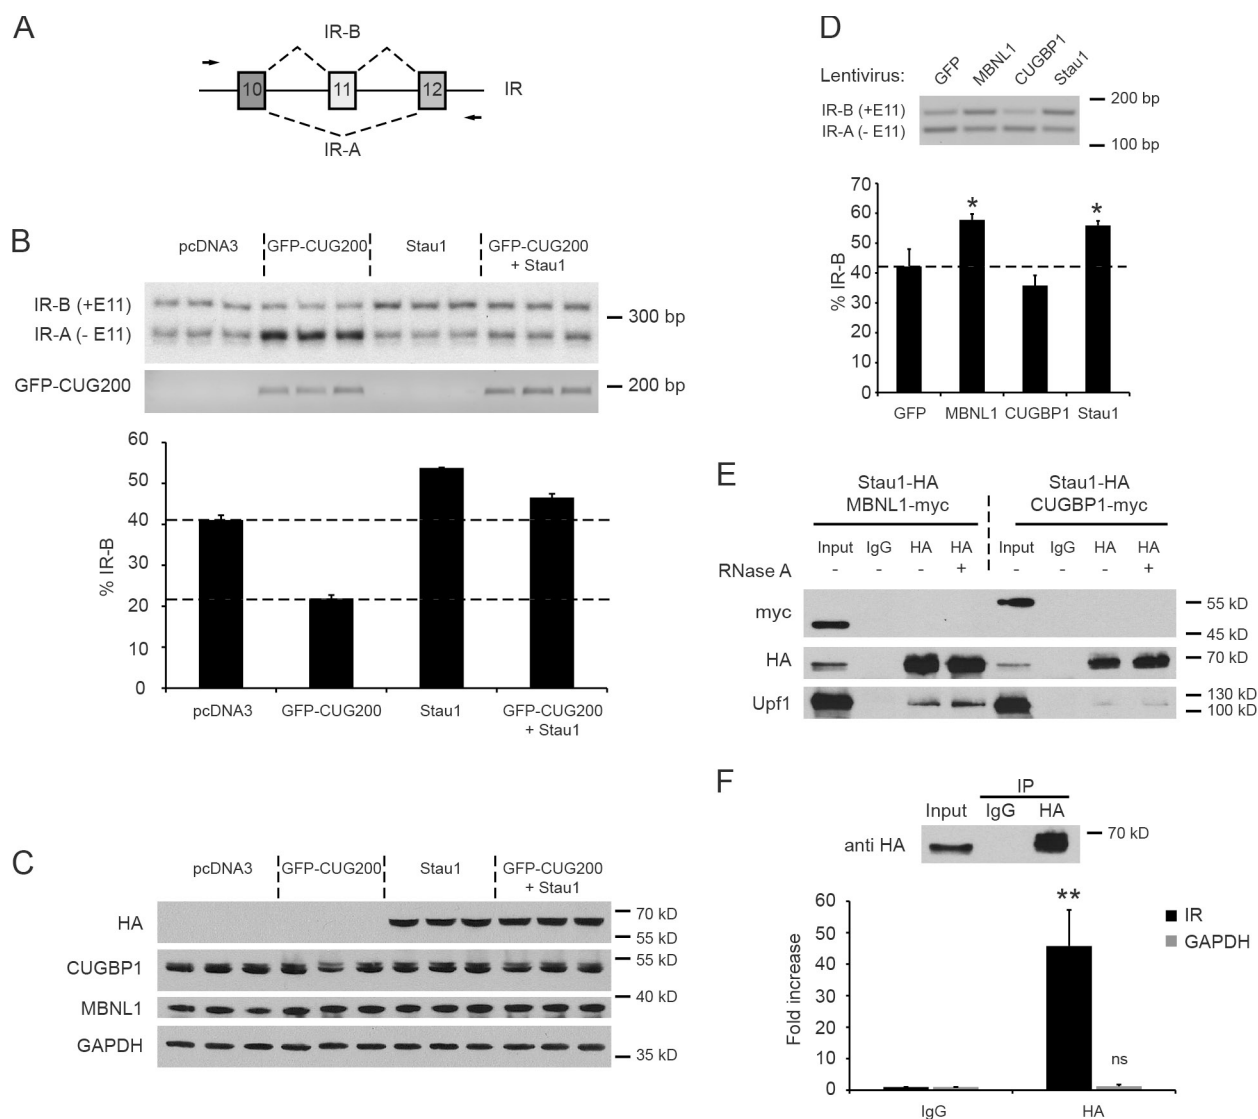 A
IR-B
10
11
12
IR
IR-A
B
pcDNA3
GFP-CUG200
Stau1
GFP-CUG200
+ Stau1
IR-B (+E11)
IR-A (- E11)
300 bp
GFP-CUG200
200 bp
% IR-B
60
50
40
30
20
10
0
pcDNA3
GFP-CUG200
Stau1
GFP-CUG200
+ Stau1
C
pcDNA3
GFP-CUG200
Stau1
GFP-CUG200
+ Stau1
HA
70 kD
55 kD
CUGBP1
55 kD
MBNL1
40 kD
GAPDH
35 kD
D
Lentivirus:
GFP
MBNL1
CUGBP1
Stau1
IR-B (+E11)
IR-A (- E11)
200 bp
100 bp
% IR-B
70
60
50
40
30
20
10
0
*
*
GFP
MBNL1
CUGBP1
Stau1
E
Stau1-HA
MBNL1-myc
Stau1-HA
CUGBP1-myc
Input IgG HA HA Input IgG HA HA
RNase A - - - + - - - +
myc
55 kD
45 kD
HA
70 kD
Upf1
130 kD
100 kD
F
IP
Input IgG HA
anti HA
70 kD
Fold increase
60
50
40
30
20
10
0
**
ns
IR
GAPDH
IgG
HA